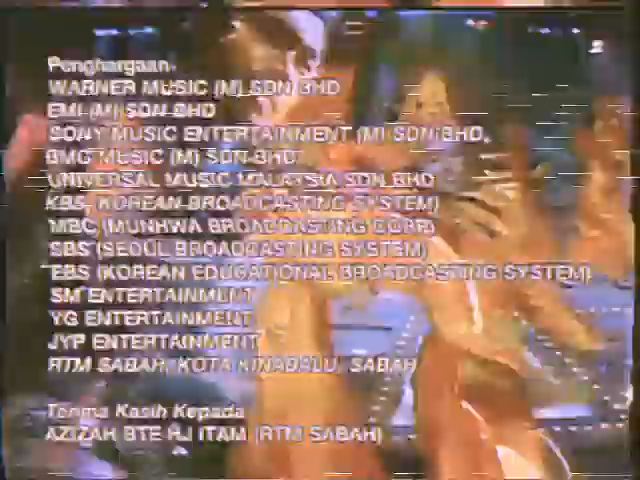 Penghargaan
WARNER MUSIC (M) SDN BHD
EMI (M) SDN BHD
SONY MUSIC ENTERTAINMENT (M) SDN BHD.
BMG MUSIC (M) SDN BHD
UNIVERSAL MUSIC MALAYSIA SDN BHD
KBS, KOREAN BROADCASTING SYSTEM)
MBC (MUNHWA BROADCASTING CORP)
SBS (SEOUL BROADCASTING SYSTEM)
EBS (KOREAN EDUCATIONAL BROADCASTING SYSTEM)
SM ENTERTAINMENT
YG ENTERTAINMENT
JYP ENTERTAINMENT
RTM SABAH, KOTA KINABALU, SABAH
Terima Kasih Kepada
AZIZAH BTE HJ ITAM (RTM SABAH)